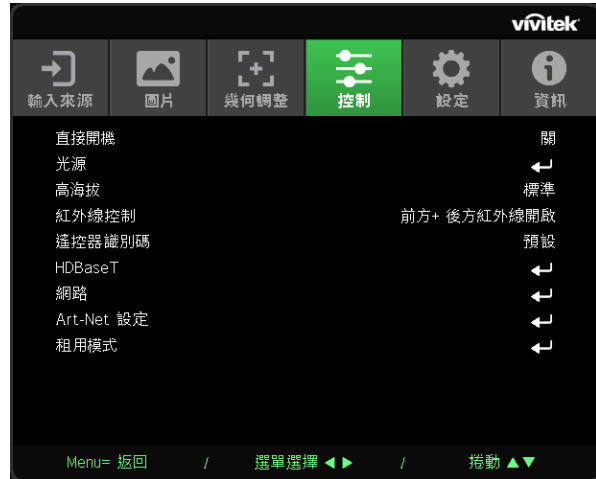 vivitek
輸入來源 圖片 幾何調整 控制 設定 資訊
直接開機 關
光源
高海拔 標準
紅外線控制 前方+ 後方紅外線開啟
遙控器識別碼 預設
HDBaseT
網路
Art-Net 設定
租用模式
Menu= 返回 / 選單選擇 ◀ ▶ / 捲動 ▲▼